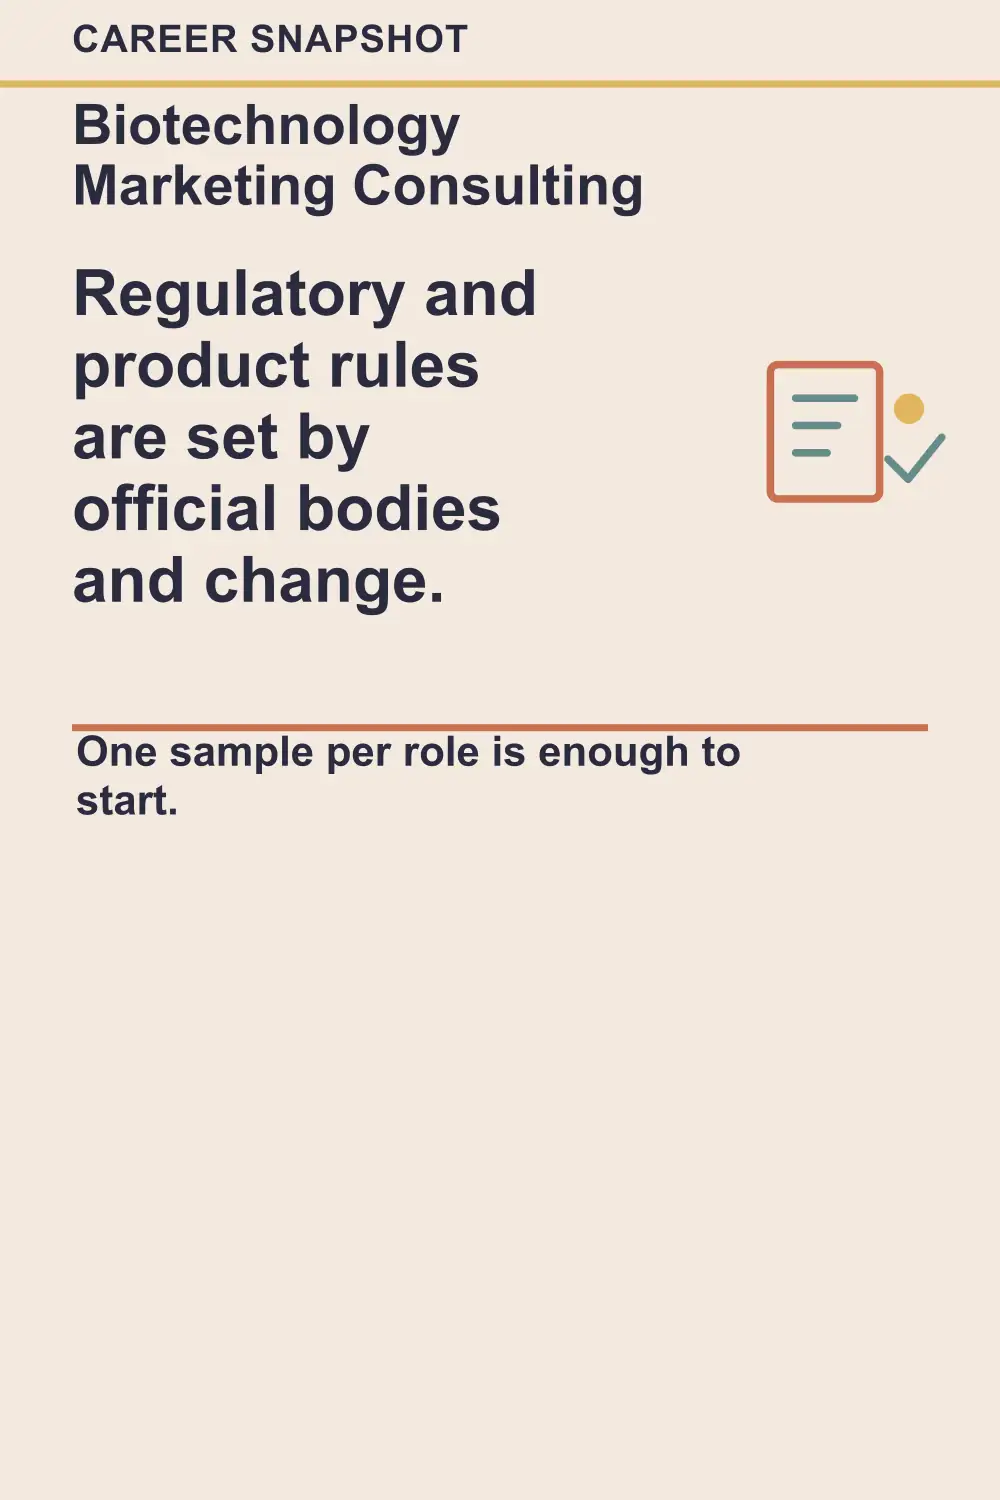 CAREER SNAPSHOT
Biotechnology
Marketing Consulting
Regulatory and
product rules
are set by
official bodies
and change.
One sample per role is enough to
start.